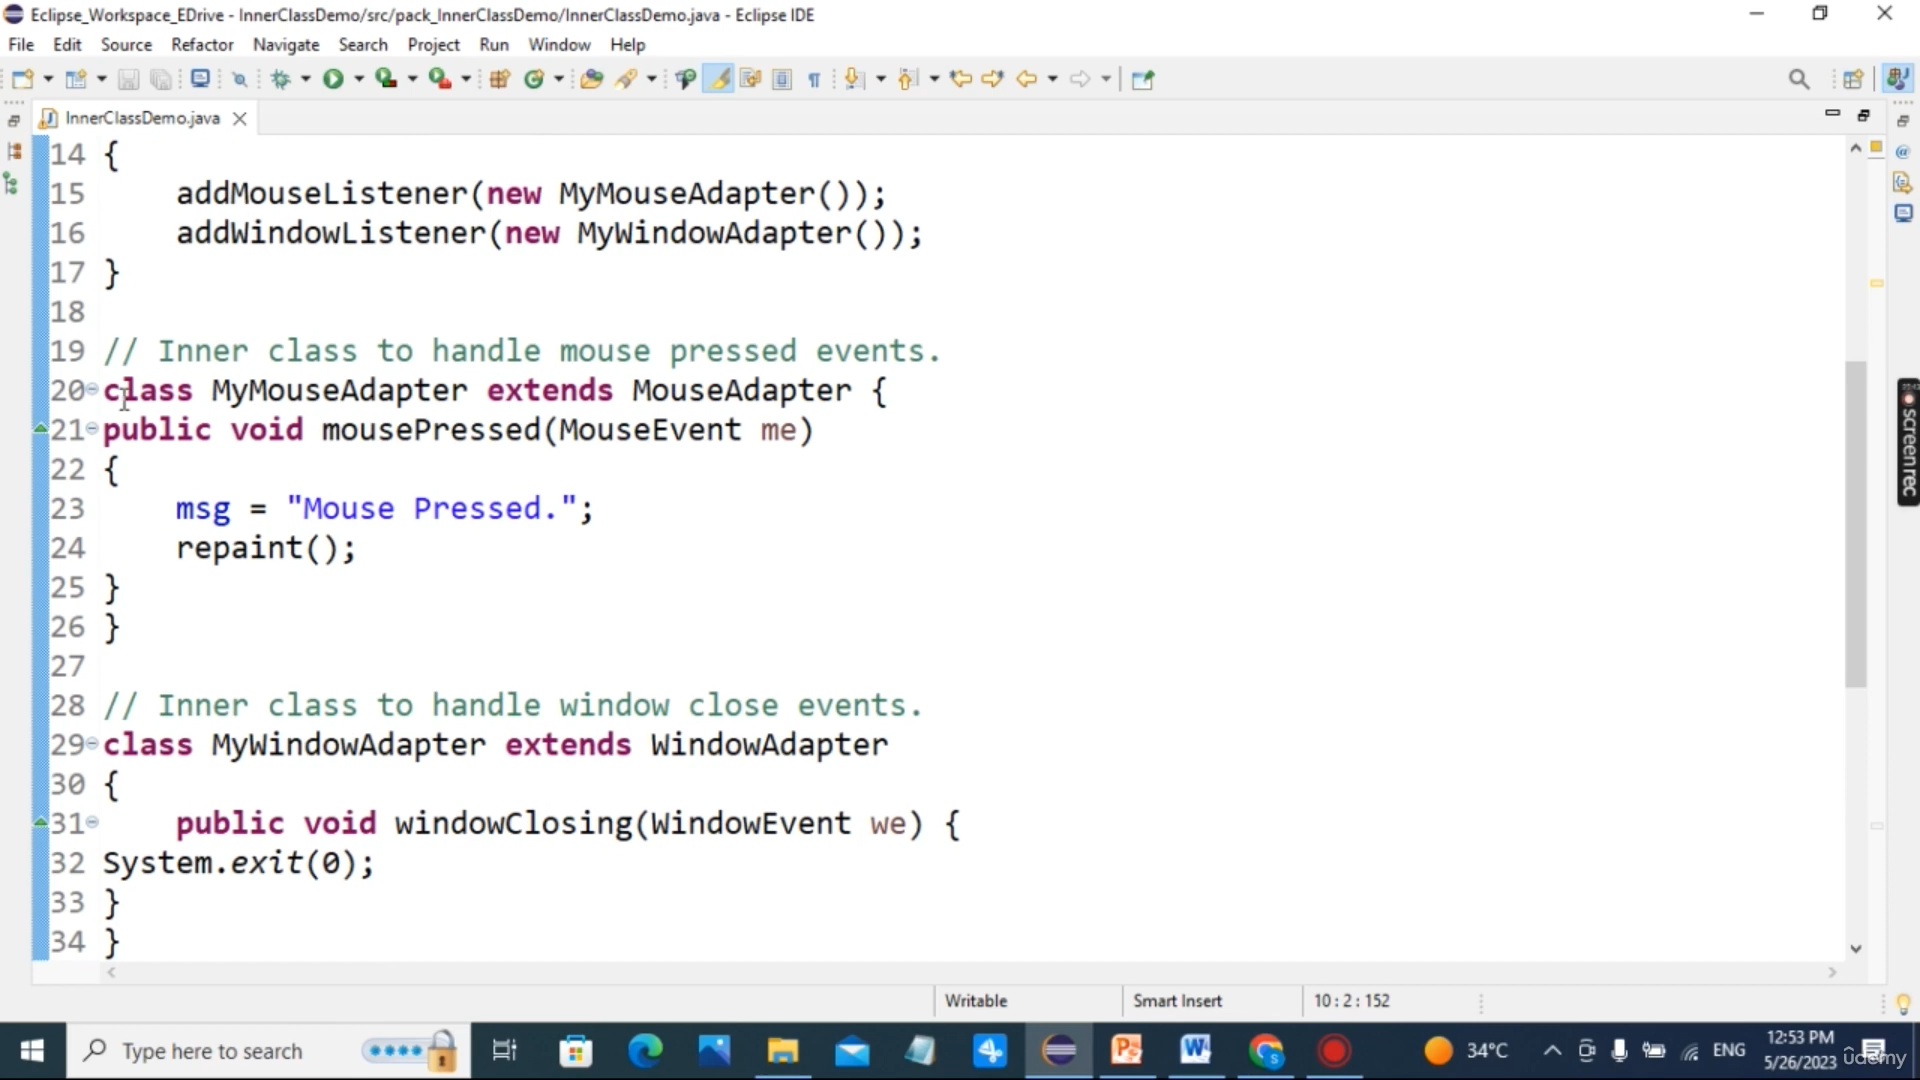 Eclipse_Workspace_EDrive - InnerClassDemo/src/pack_InnerClassDemo/InnerClassDemo.java - Eclipse IDE
File Edit Source Refactor Navigate Search Project Run Window Help
InnerClassDemo.java
14 {
15 addMouseListener(new MyMouseAdapter());
16 addWindowListener(new MyWindowAdapter());
17 }
18
19 // Inner class to handle mouse pressed events.
20 class MyMouseAdapter extends MouseAdapter {
21 public void mousePressed(MouseEvent me)
22 {
23 msg = "Mouse Pressed.";
24 repaint();
25 }
26 }
27
28 // Inner class to handle window close events.
29 class MyWindowAdapter extends WindowAdapter
30 {
31 public void windowClosing(WindowEvent we) {
32 System.exit(0);
33 }
34 }
screenrec
Writable Smart Insert 10 : 2 : 152
Type here to search
34°C ENG 12:53 PM
5/26/2023
ûdemy